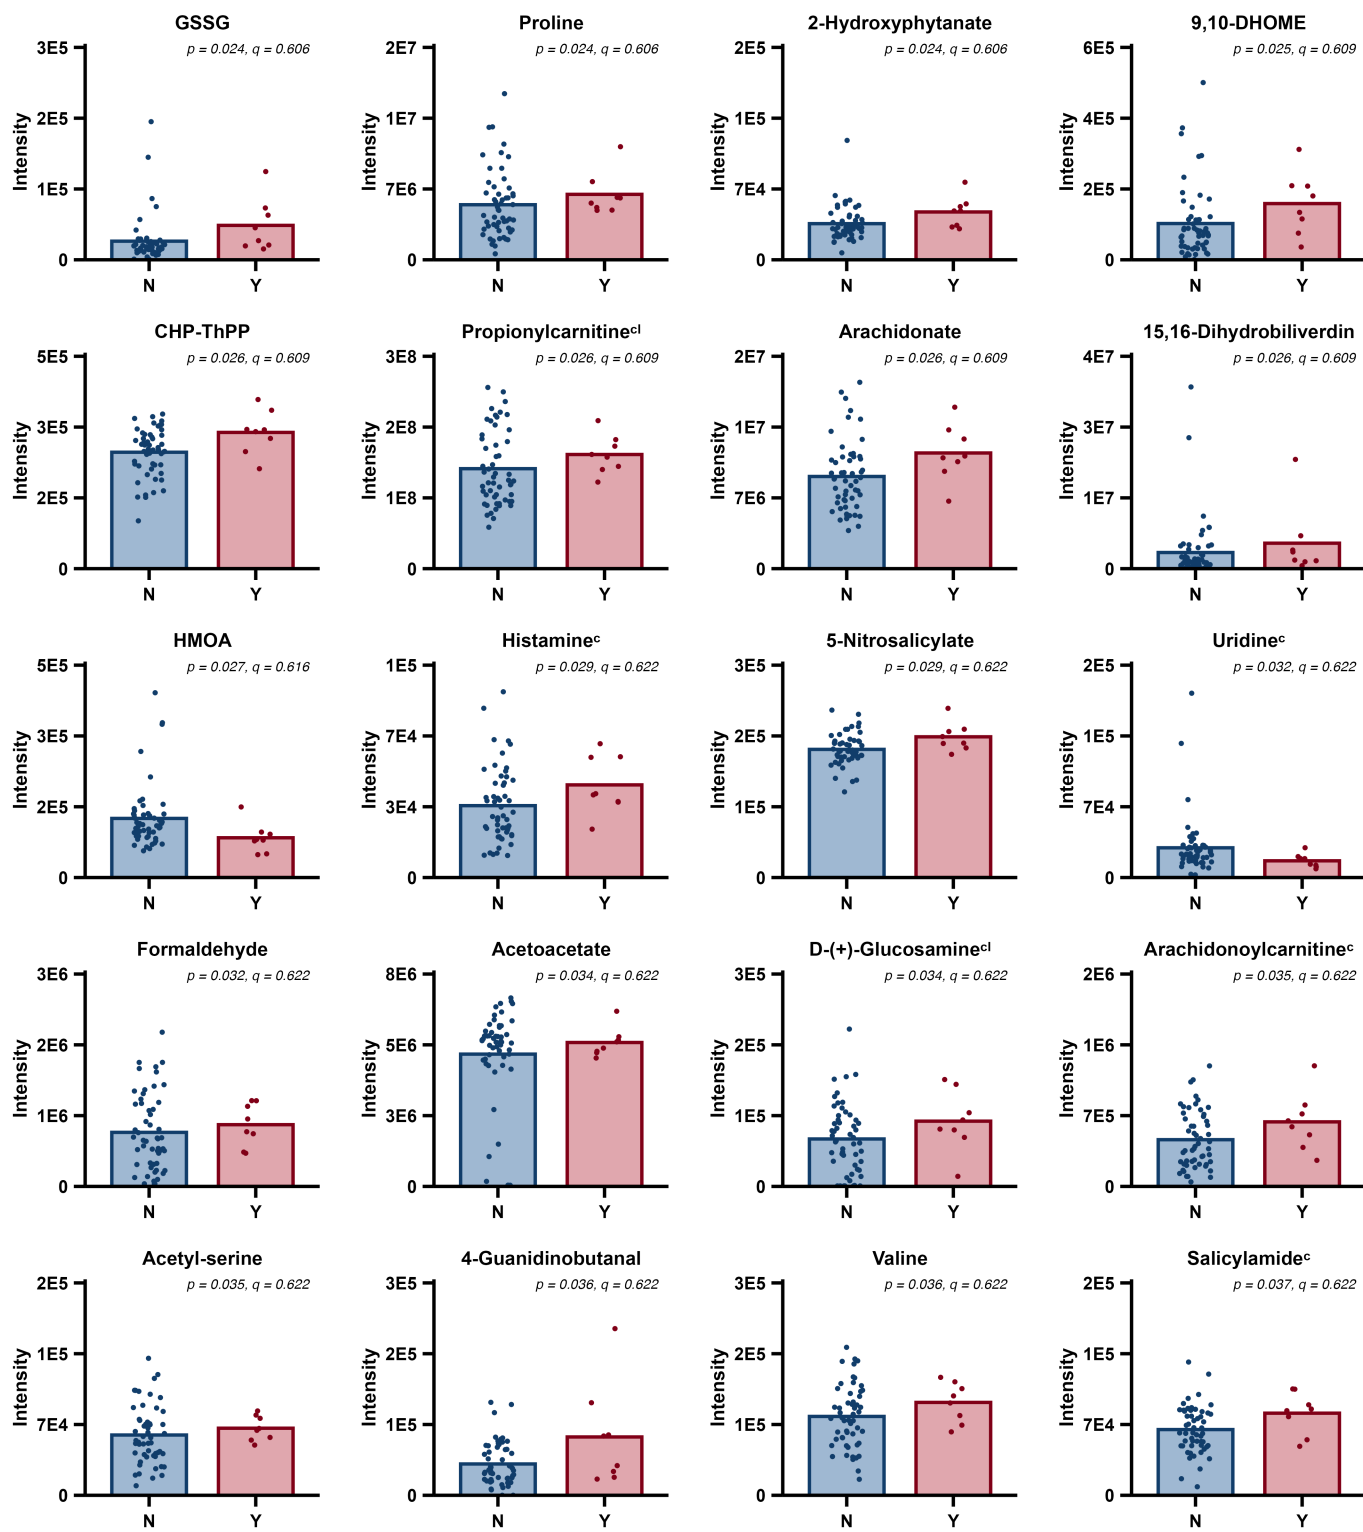 GSSG
p = 0.024, q = 0.606
3E5
2E5
1E5
0
Intensity
N Y
Proline
p = 0.024, q = 0.606
2E7
1E7
7E6
0
Intensity
N Y
2-Hydroxyphytanate
p = 0.024, q = 0.606
2E5
1E5
7E4
0
Intensity
N Y
9,10-DHOME
p = 0.025, q = 0.609
6E5
4E5
2E5
0
Intensity
N Y
CHP-ThPP
p = 0.026, q = 0.609
5E5
3E5
2E5
0
Intensity
N Y
Propionylcarnitineᶜˡ
p = 0.026, q = 0.609
3E8
2E8
1E8
0
Intensity
N Y
Arachidonate
p = 0.026, q = 0.609
2E7
1E7
7E6
0
Intensity
N Y
15,16-Dihydrobiliverdin
p = 0.026, q = 0.609
4E7
3E7
1E7
0
Intensity
N Y
HMOA
p = 0.027, q = 0.616
5E5
3E5
2E5
0
Intensity
N Y
Histamineᶜ
p = 0.029, q = 0.622
1E5
7E4
3E4
0
Intensity
N Y
5-Nitrosalicylate
p = 0.029, q = 0.622
3E5
2E5
1E5
0
Intensity
N Y
Uridineᶜ
p = 0.032, q = 0.622
2E5
1E5
7E4
0
Intensity
N Y
Formaldehyde
p = 0.032, q = 0.622
3E6
2E6
1E6
0
Intensity
N Y
Acetoacetate
p = 0.034, q = 0.622
8E6
5E6
3E6
0
Intensity
N Y
D-(+)-Glucosamineᶜˡ
p = 0.034, q = 0.622
3E5
2E5
1E5
0
Intensity
N Y
Arachidonoylcarnitineᶜ
p = 0.035, q = 0.622
2E6
1E6
7E5
0
Intensity
N Y
Acetyl-serine
p = 0.035, q = 0.622
2E5
1E5
7E4
0
Intensity
N Y
4-Guanidinobutanal
p = 0.036, q = 0.622
3E5
2E5
1E5
0
Intensity
N Y
Valine
p = 0.036, q = 0.622
3E5
2E5
1E5
0
Intensity
N Y
Salicylamideᶜ
p = 0.037, q = 0.622
2E5
1E5
7E4
0
Intensity
N Y